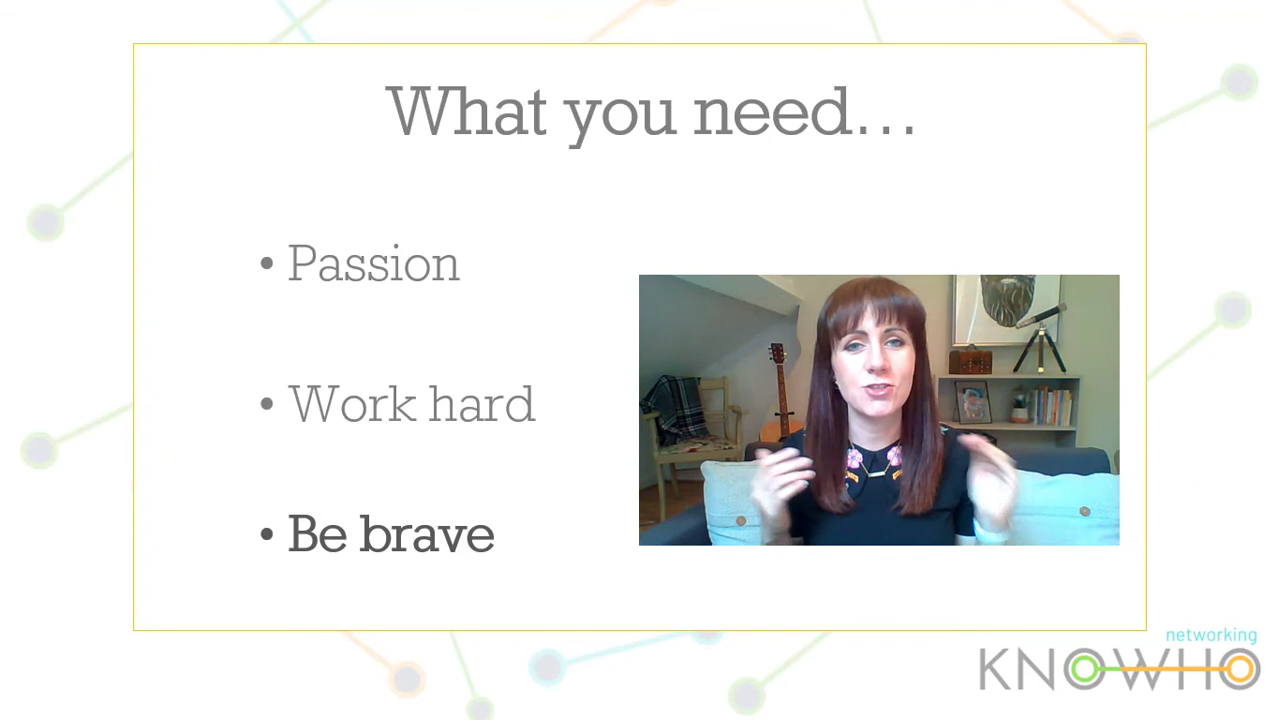 What you need...
• Passion
• Work hard
• Be brave
networking
KNOWHO